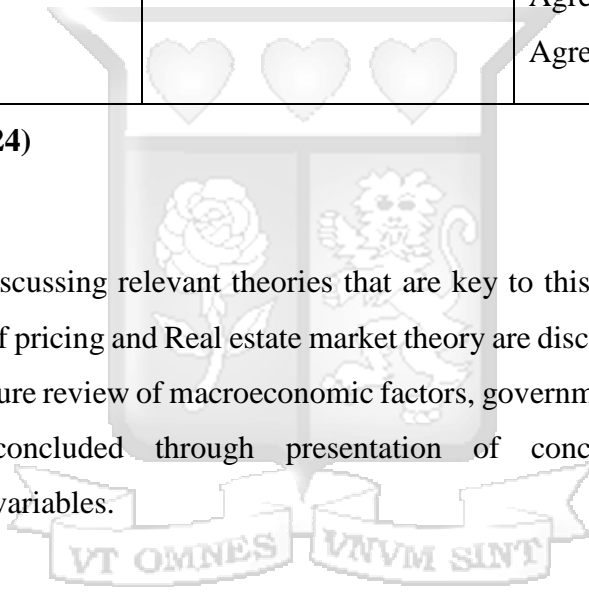 Agre
Agre
24)
scussing relevant theories that are key to this
f pricing and Real estate market theory are disc
ure review of macroeconomic factors, governm
concluded through presentation of conc
variables.
VT OMNES VNVM SINT